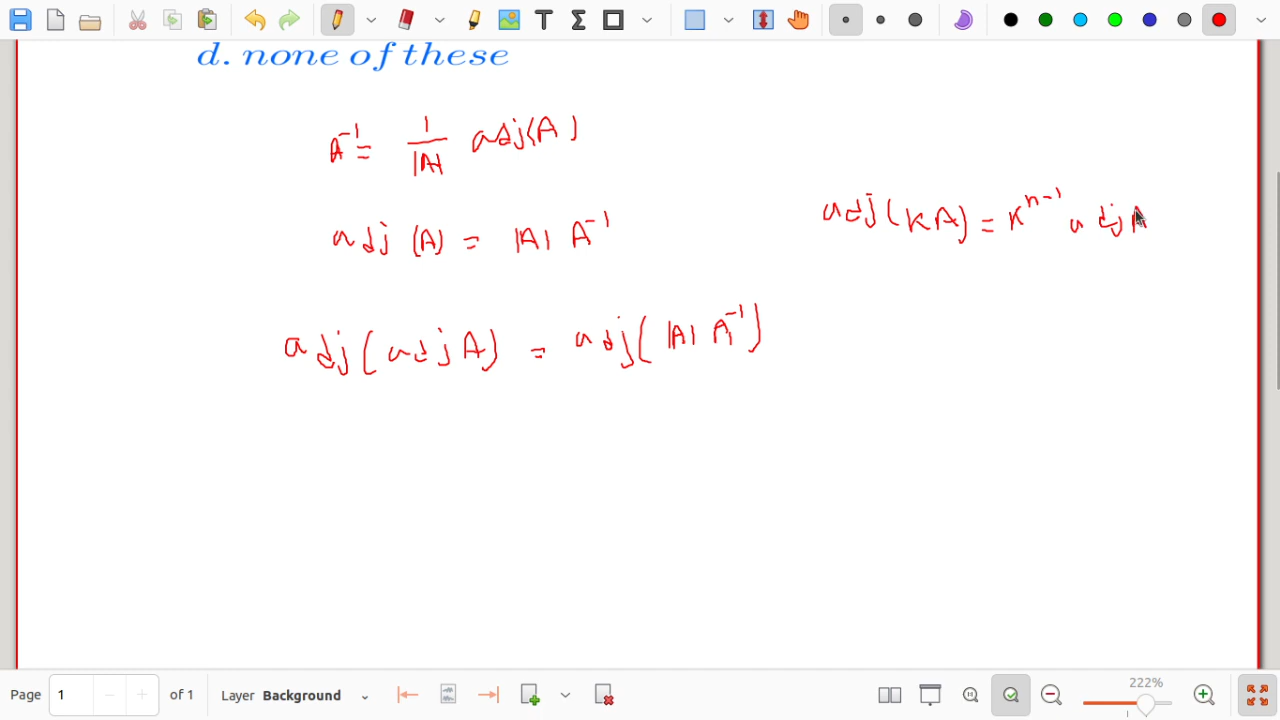 d. none of these
A⁻¹ = 1/|A| adj(A)
adj(A) = |A| A⁻¹
adj(KA) = K^(n-1) adj A
adj(adj A) = adj(|A| A⁻¹)
Page 1 of 1 Layer Background 222%